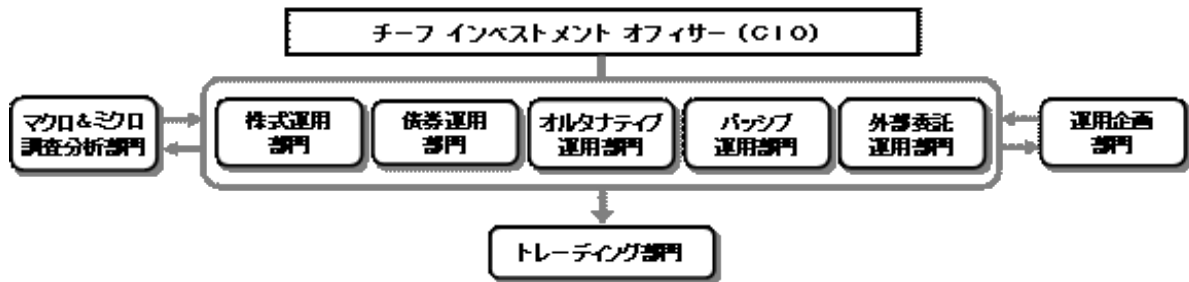 チーフ インベストメント オフィサー (CIO)
マクロ&ミクロ
調査分析部門
株式運用
部門
債券運用
部門
オルタナティブ
運用部門
パッシブ
運用部門
外部委託
運用部門
運用企画
部門
トレーディング部門